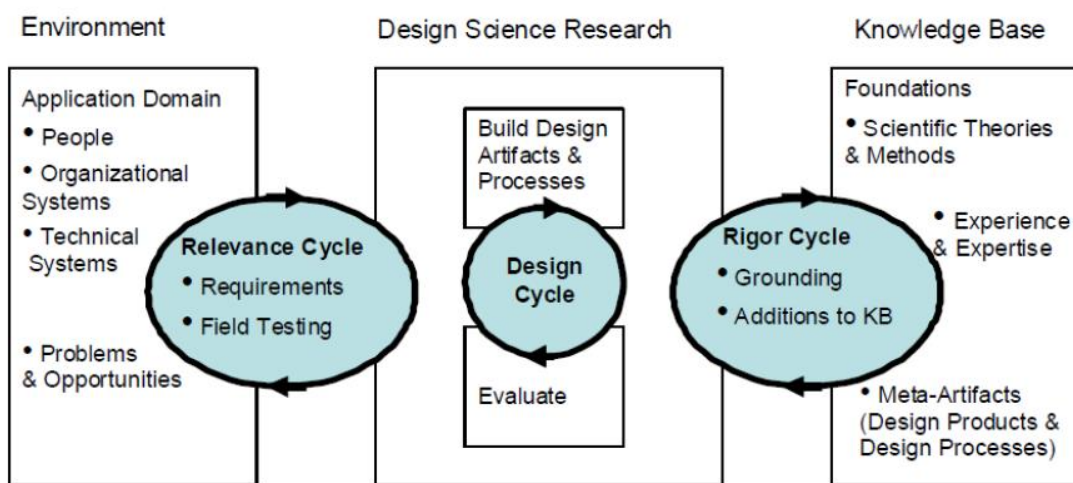 Environment
Design Science Research
Knowledge Base
Application Domain
• People
• Organizational
Systems
• Technical
Systems
• Problems
& Opportunities
Relevance Cycle
• Requirements
• Field Testing
Build Design
Artifacts &
Processes
Design
Cycle
Evaluate
Rigor Cycle
• Grounding
• Additions to KB
Foundations
• Scientific Theories
& Methods
• Experience
& Expertise
• Meta-Artifacts
(Design Products &
Design Processes)